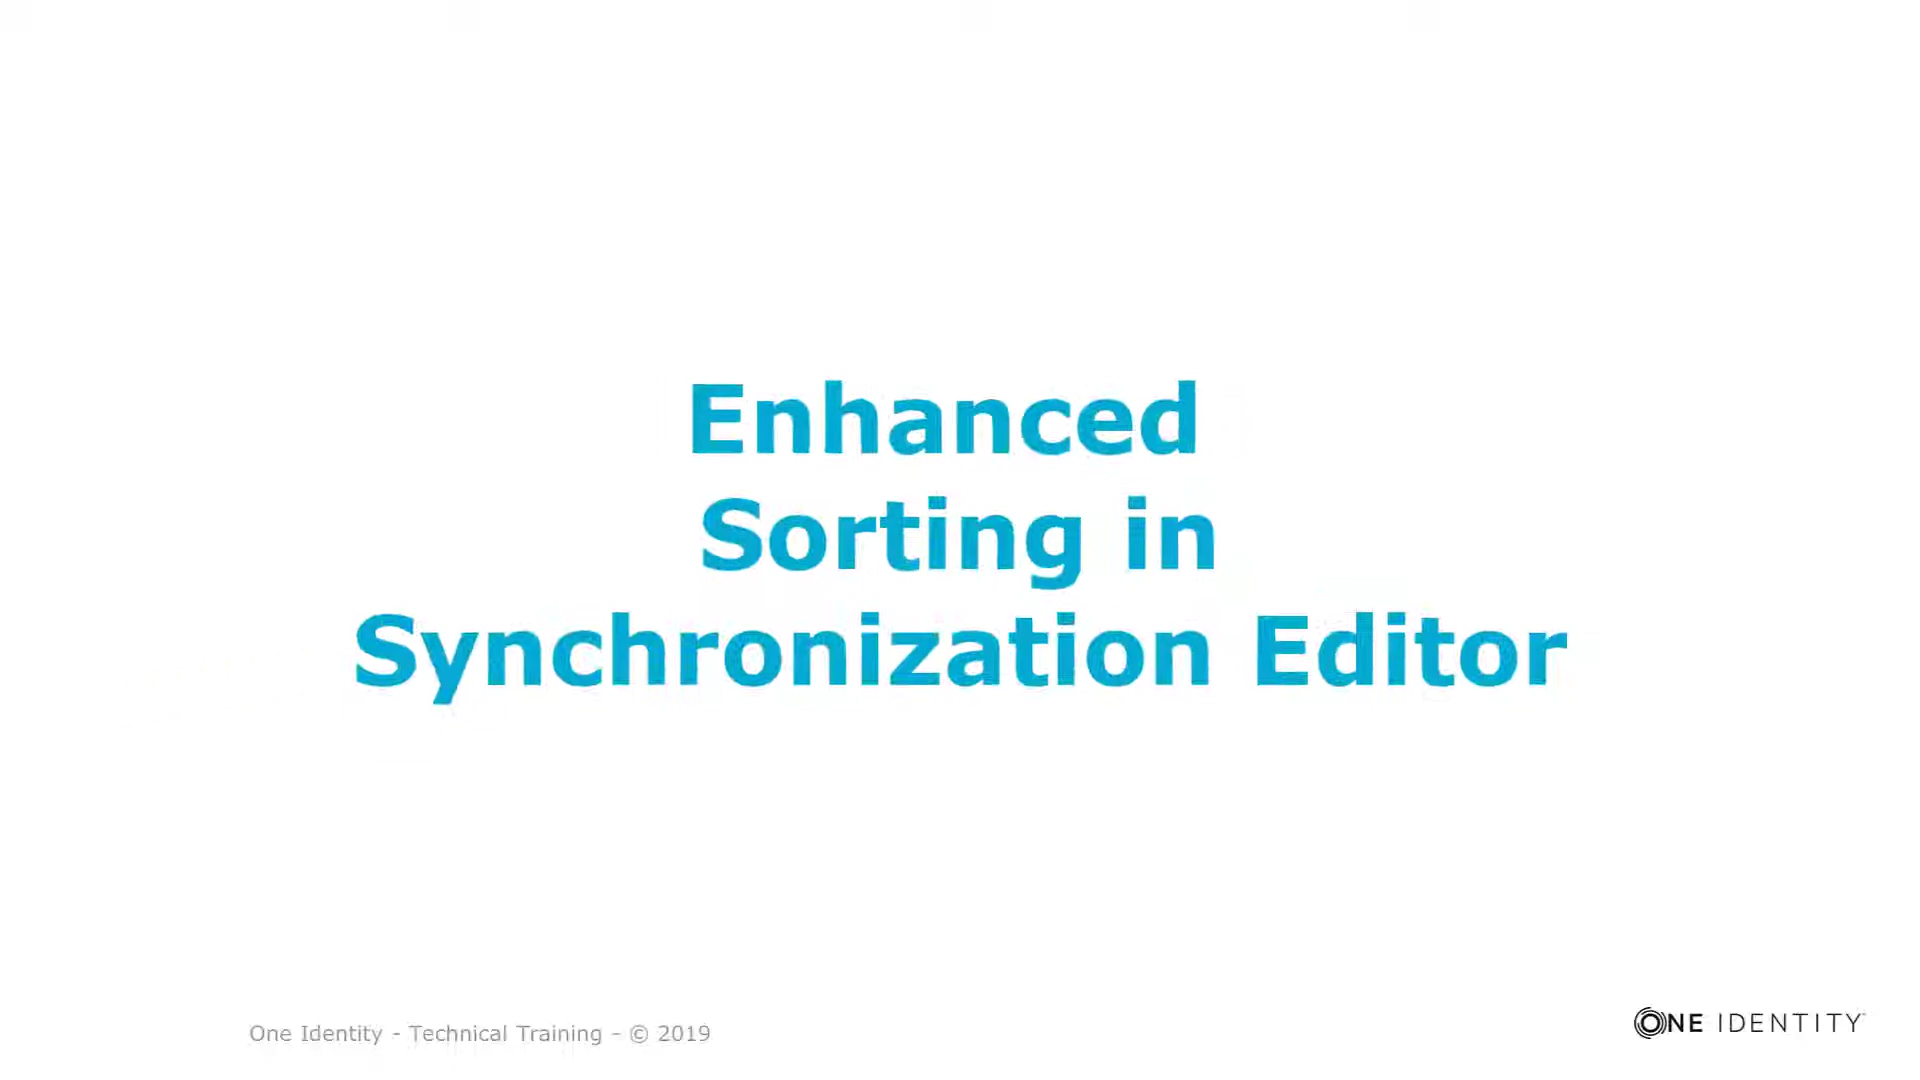 Enhanced
Sorting in
Synchronization Editor
One Identity - Technical Training - © 2019
ONE IDENTITY